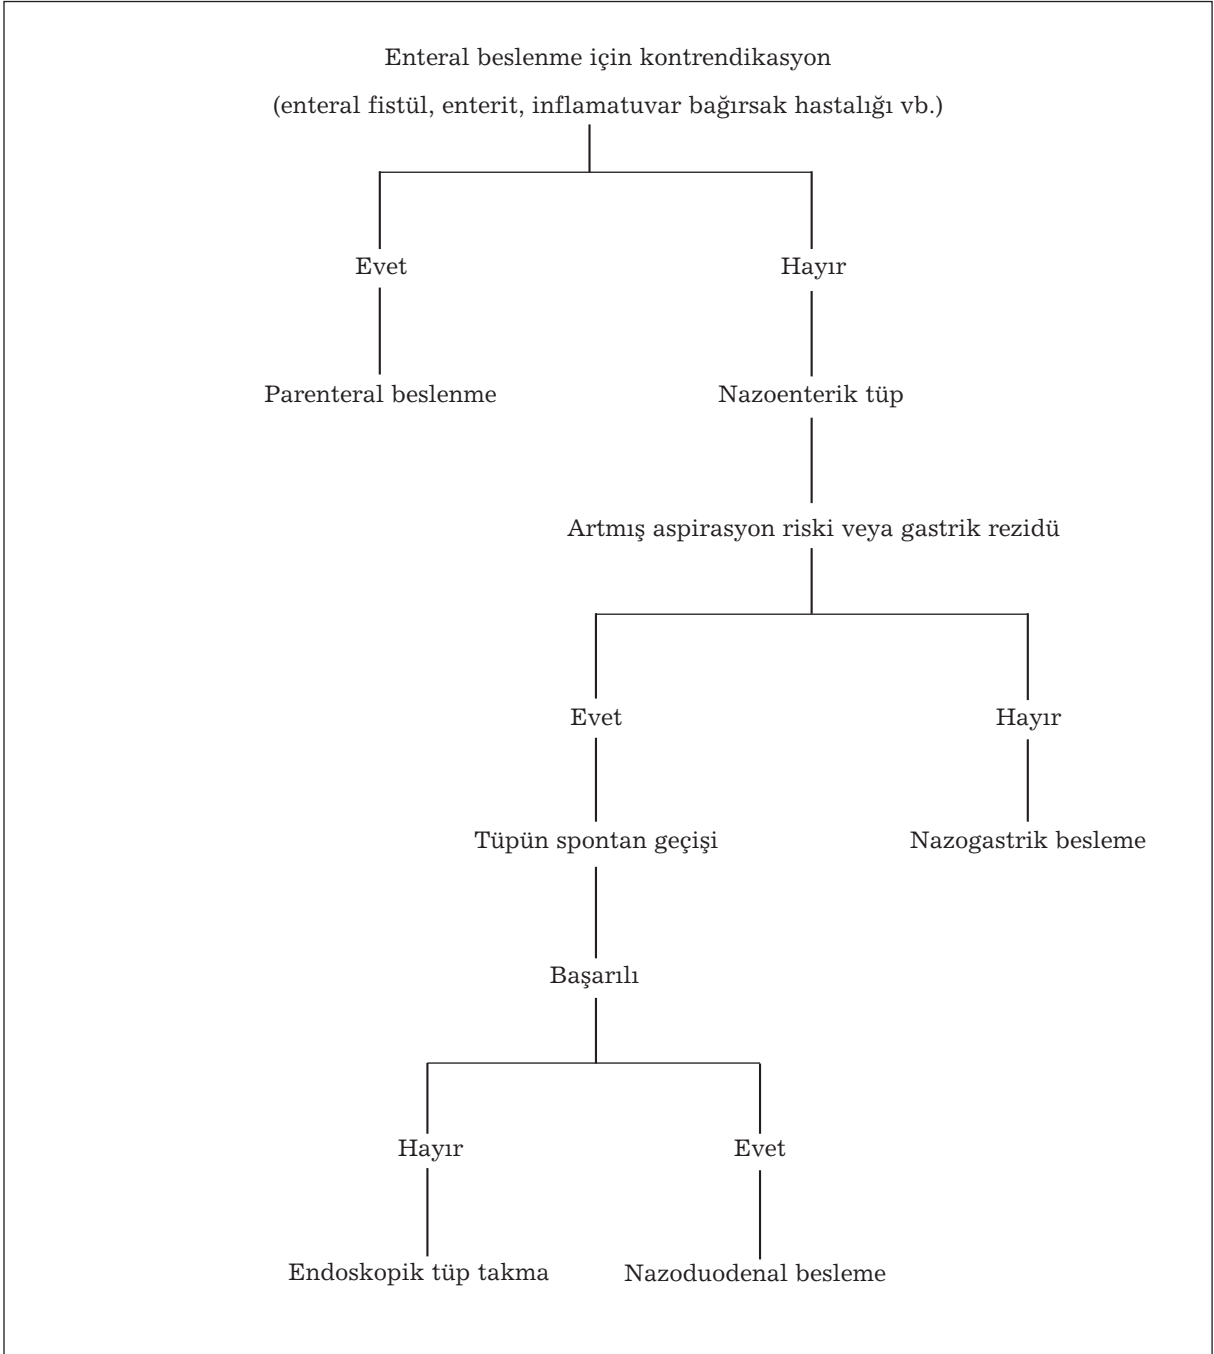 Enteral beslenme için kontrendikasyon
(enteral fistül, enterit, inflamatuvar bağırsak hastalığı vb.)
Evet
Hayır
Parenteral beslenme
Nazoenterik tüp
Artmış aspirasyon riski veya gastrik rezidü
Evet
Hayır
Tüpün spontan geçişi
Nazogastrik besleme
Başarılı
Hayır
Evet
Endoskopik tüp takma
Nazoduodenal besleme